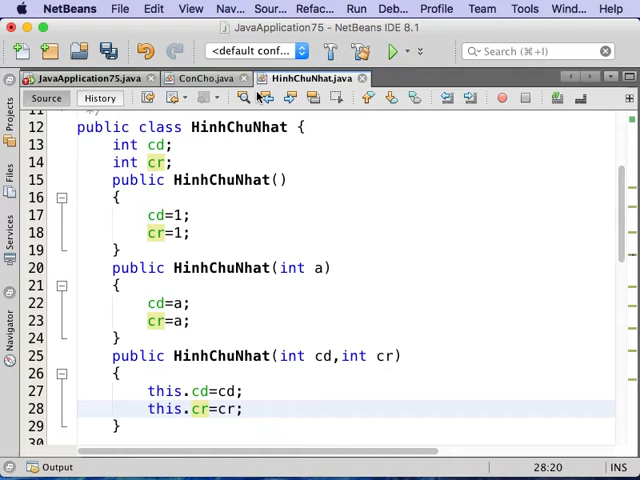 NetBeans File Edit View Nav... Sour... Refac... Run Deb... Profile Team Tools Wind... Help
JavaApplication75 - NetBeans IDE 8.1
<default conf... Search (⌘+I)
JavaApplication75.java ConCho.java HinhChuNhat.java
Source History
Projects
Files
Services
Navigator
11 */
12 public class HinhChuNhat {
13 int cd;
14 int cr;
15 public HinhChuNhat()
16 {
17 cd=1;
18 cr=1;
19 }
20 public HinhChuNhat(int a)
21 {
22 cd=a;
23 cr=a;
24 }
25 public HinhChuNhat(int cd,int cr)
26 {
27 this.cd=cd;
28 this.cr=cr;
29 }
30
Output 28:20 INS